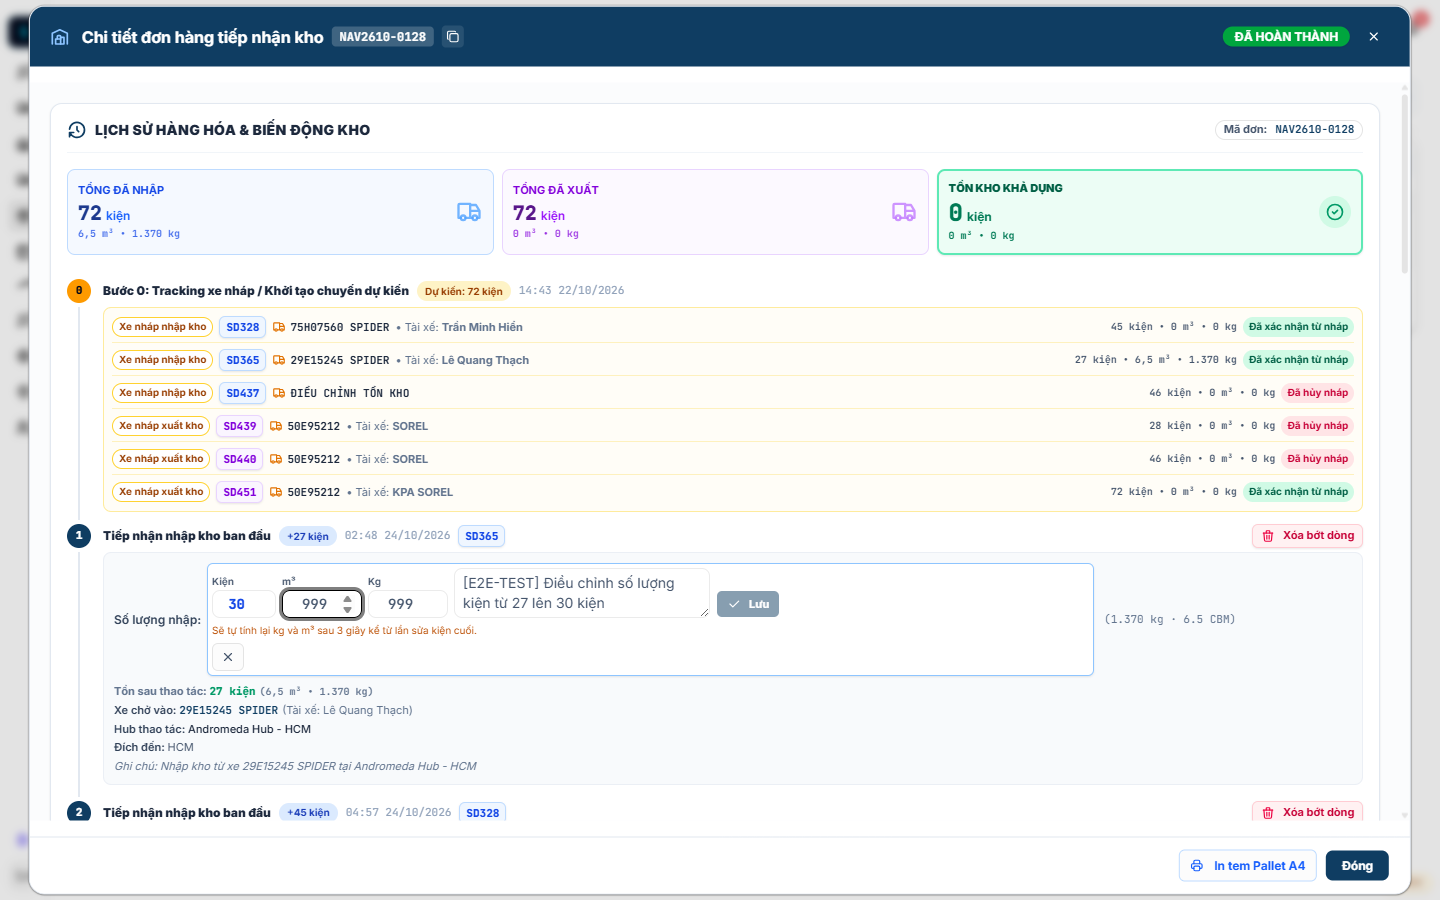 Chi tiết đơn hàng tiếp nhận kho NAV2610-0128 ĐÃ HOÀN THÀNH
LỊCH SỬ HÀNG HÓA & BIẾN ĐỘNG KHO Mã đơn: NAV2610-0128
TỔNG ĐÃ NHẬP
72 kiện
6,5 m³ • 1.370 kg
TỔNG ĐÃ XUẤT
72 kiện
0 m³ • 0 kg
TỒN KHO KHẢ DỤNG
0 kiện
0 m³ • 0 kg
0 Bước 0: Tracking xe nháp / Khởi tạo chuyến dự kiến Dự kiến: 72 kiện 14:43 22/10/2026
Xe nháp nhập kho SD328 75H07560 SPIDER • Tài xế: Trần Minh Hiến 45 kiện • 0 m³ • 0 kg Đã xác nhận từ nháp
Xe nháp nhập kho SD365 29E15245 SPIDER • Tài xế: Lê Quang Thạch 27 kiện • 6,5 m³ • 1.370 kg Đã xác nhận từ nháp
Xe nháp nhập kho SD437 ĐIỀU CHỈNH TỒN KHO 46 kiện • 0 m³ • 0 kg Đã hủy nháp
Xe nháp xuất kho SD439 50E95212 • Tài xế: SOREL 28 kiện • 0 m³ • 0 kg Đã hủy nháp
Xe nháp xuất kho SD440 50E95212 • Tài xế: SOREL 46 kiện • 0 m³ • 0 kg Đã hủy nháp
Xe nháp xuất kho SD451 50E95212 • Tài xế: KPA SOREL 72 kiện • 0 m³ • 0 kg Đã xác nhận từ nháp
1 Tiếp nhận nhập kho ban đầu +27 kiện 02:48 24/10/2026 SD365 Xóa bớt dòng
Kiện m³ Kg
Số lượng nhập: 30 999 999 [E2E-TEST] Điều chỉnh số lượng
kiện từ 27 lên 30 kiện Lưu (1.370 kg · 6.5 CBM)
Sẽ tự tính lại kg và m³ sau 3 giây kể từ lần sửa kiện cuối.
Tồn sau thao tác: 27 kiện (6,5 m³ • 1.370 kg)
Xe chở vào: 29E15245 SPIDER (Tài xế: Lê Quang Thạch)
Hub thao tác: Andromeda Hub - HCM
Đích đến: HCM
Ghi chú: Nhập kho từ xe 29E15245 SPIDER tại Andromeda Hub - HCM
2 Tiếp nhận nhập kho ban đầu +45 kiện 04:57 24/10/2026 SD328 Xóa bớt dòng
In tem Pallet A4 Đóng